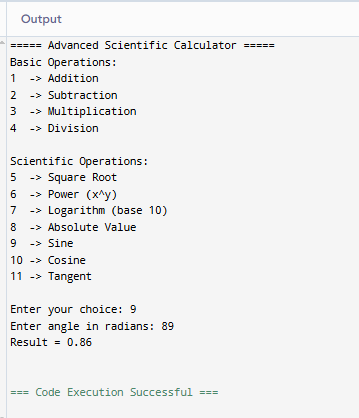 Output
===== Advanced Scientific Calculator =====
Basic Operations:
1  -> Addition
2  -> Subtraction
3  -> Multiplication
4  -> Division
Scientific Operations:
5  -> Square Root
6  -> Power (x^y)
7  -> Logarithm (base 10)
8  -> Absolute Value
9  -> Sine
10 -> Cosine
11 -> Tangent
Enter your choice: 9
Enter angle in radians: 89
Result = 0.86
=== Code Execution Successful ===